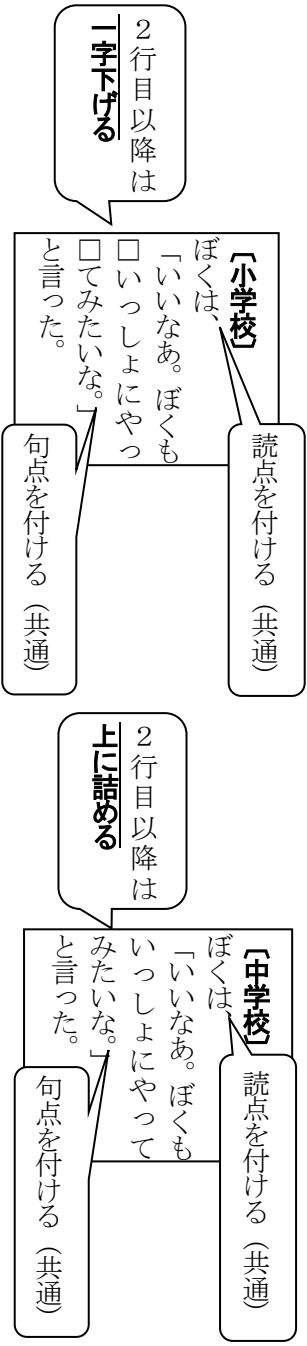 ２行目以降は
一字下げる
〔小学校〕
ぼくは、
「いいなあ。ぼくも
□いっしょにやっ
□てみたいな。」
と言った。
読点を付ける（共通）
句点を付ける（共通）
２行目以降は
上に詰める
〔中学校〕
ぼくは、
「いいなあ。ぼくも
いっしょにやって
みたいな。」
と言った。
読点を付ける（共通）
句点を付ける（共通）